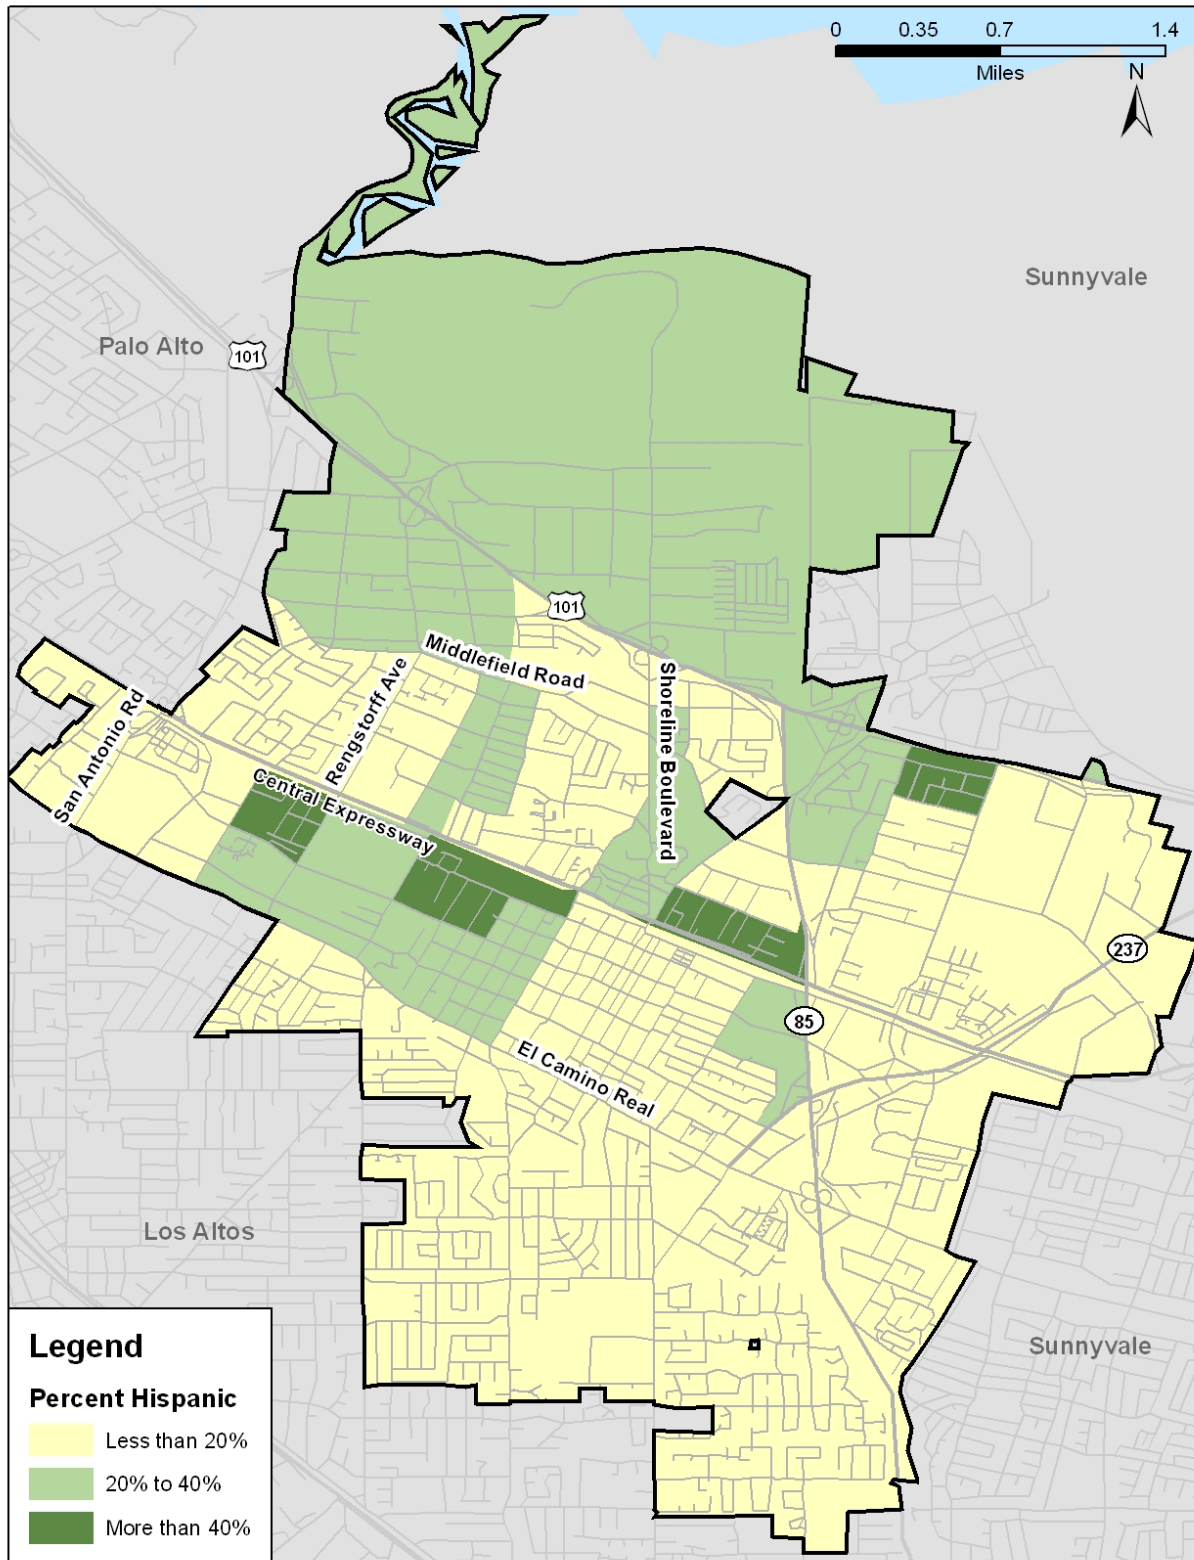 0 0.35 0.7 1.4
Miles
N
Sunnyvale
Palo Alto
101
101
Middlefield Road
Rengstorff Ave
Shoreline Boulevard
San Antonio Rd
Central Expressway
237
85
El Camino Real
Los Altos
Sunnyvale
Legend
Percent Hispanic
Less than 20%
20% to 40%
More than 40%